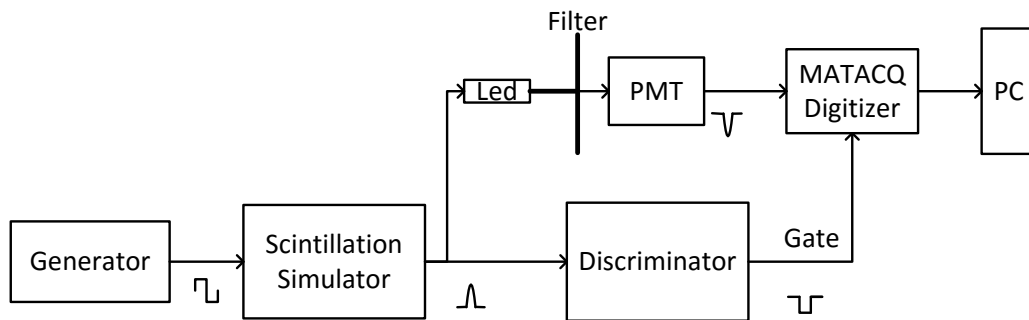 Filter
Led
PMT
MATACQ
Digitizer
PC
Generator
Scintillation
Simulator
Discriminator
Gate